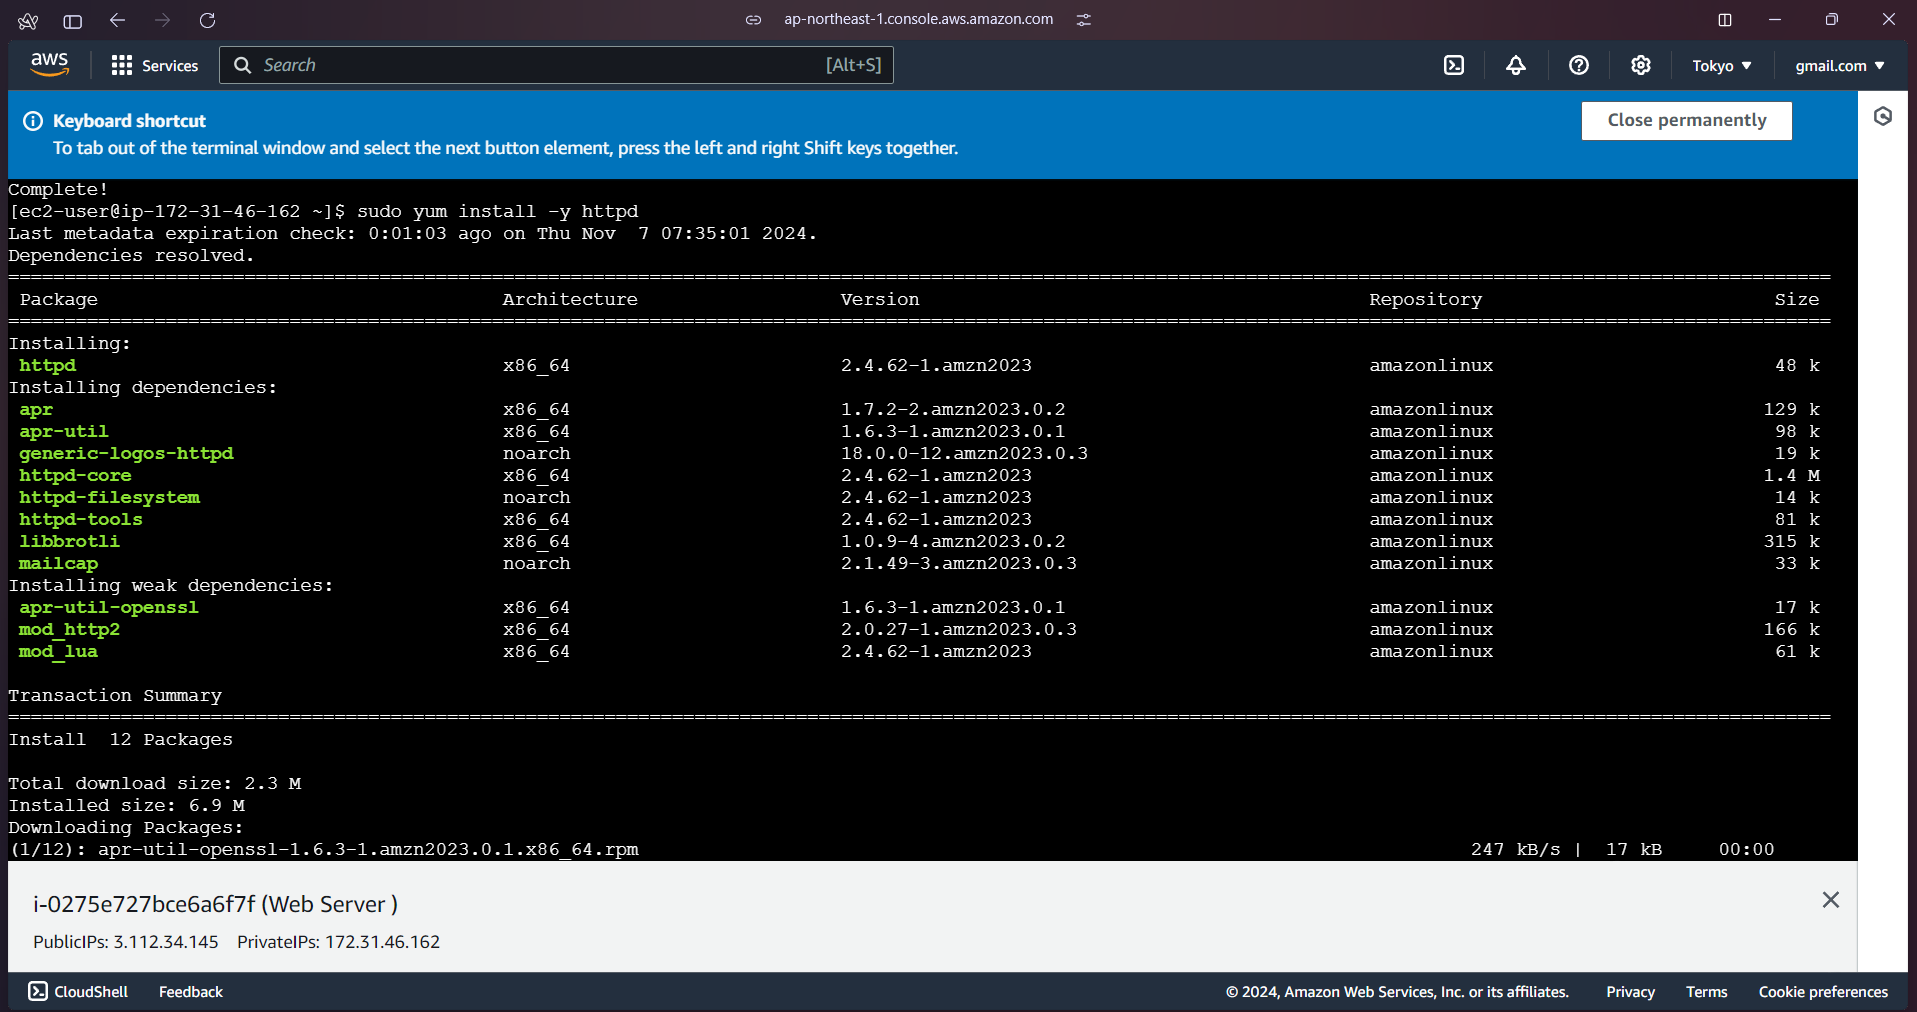 ap-northeast-1.console.aws.amazon.com
aws Services Search [Alt+S] Tokyo gmail.com
Keyboard shortcut
Close permanently
To tab out of the terminal window and select the next button element, press the left and right Shift keys together.
Complete!
[ec2-user@ip-172-31-46-162 ~]$ sudo yum install -y httpd
Last metadata expiration check: 0:01:03 ago on Thu Nov  7 07:35:01 2024.
Dependencies resolved.
Package Architecture Version Repository Size
Installing:
httpd x86_64 2.4.62-1.amzn2023 amazonlinux 48 k
Installing dependencies:
apr x86_64 1.7.2-2.amzn2023.0.2 amazonlinux 129 k
apr-util x86_64 1.6.3-1.amzn2023.0.1 amazonlinux 98 k
generic-logos-httpd noarch 18.0.0-12.amzn2023.0.3 amazonlinux 19 k
httpd-core x86_64 2.4.62-1.amzn2023 amazonlinux 1.4 M
httpd-filesystem noarch 2.4.62-1.amzn2023 amazonlinux 14 k
httpd-tools x86_64 2.4.62-1.amzn2023 amazonlinux 81 k
libbrotli x86_64 1.0.9-4.amzn2023.0.2 amazonlinux 315 k
mailcap noarch 2.1.49-3.amzn2023.0.3 amazonlinux 33 k
Installing weak dependencies:
apr-util-openssl x86_64 1.6.3-1.amzn2023.0.1 amazonlinux 17 k
mod_http2 x86_64 2.0.27-1.amzn2023.0.3 amazonlinux 166 k
mod_lua x86_64 2.4.62-1.amzn2023 amazonlinux 61 k
Transaction Summary
Install  12 Packages
Total download size: 2.3 M
Installed size: 6.9 M
Downloading Packages:
(1/12): apr-util-openssl-1.6.3-1.amzn2023.0.1.x86_64.rpm 247 kB/s |  17 kB 00:00
i-0275e727bce6a6f7f (Web Server )
PublicIPs: 3.112.34.145 PrivateIPs: 172.31.46.162
CloudShell Feedback © 2024, Amazon Web Services, Inc. or its affiliates. Privacy Terms Cookie preferences